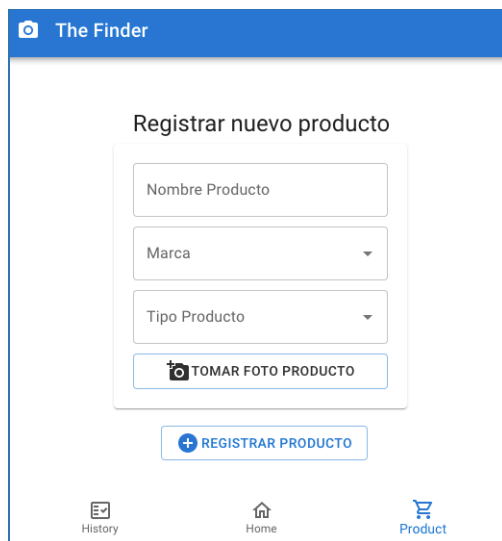 The Finder
Registrar nuevo producto
Nombre Producto
Marca
Tipo Producto
TOMAR FOTO PRODUCTO
REGISTRAR PRODUCTO
History
Home
Product